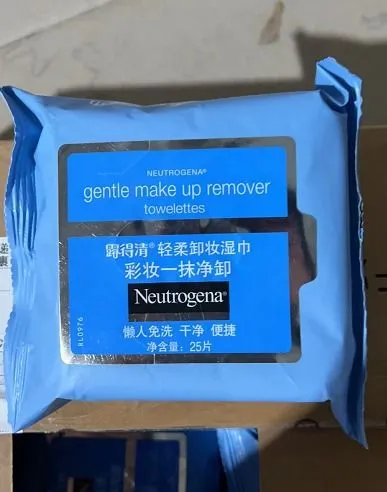 NEUTROGENA®
gentle make up remover
towelettes
露得清® 轻柔卸妆湿巾
彩妆一抹净卸
Neutrogena®
懒人免洗 干净 便捷
净含量：25片
RL0976